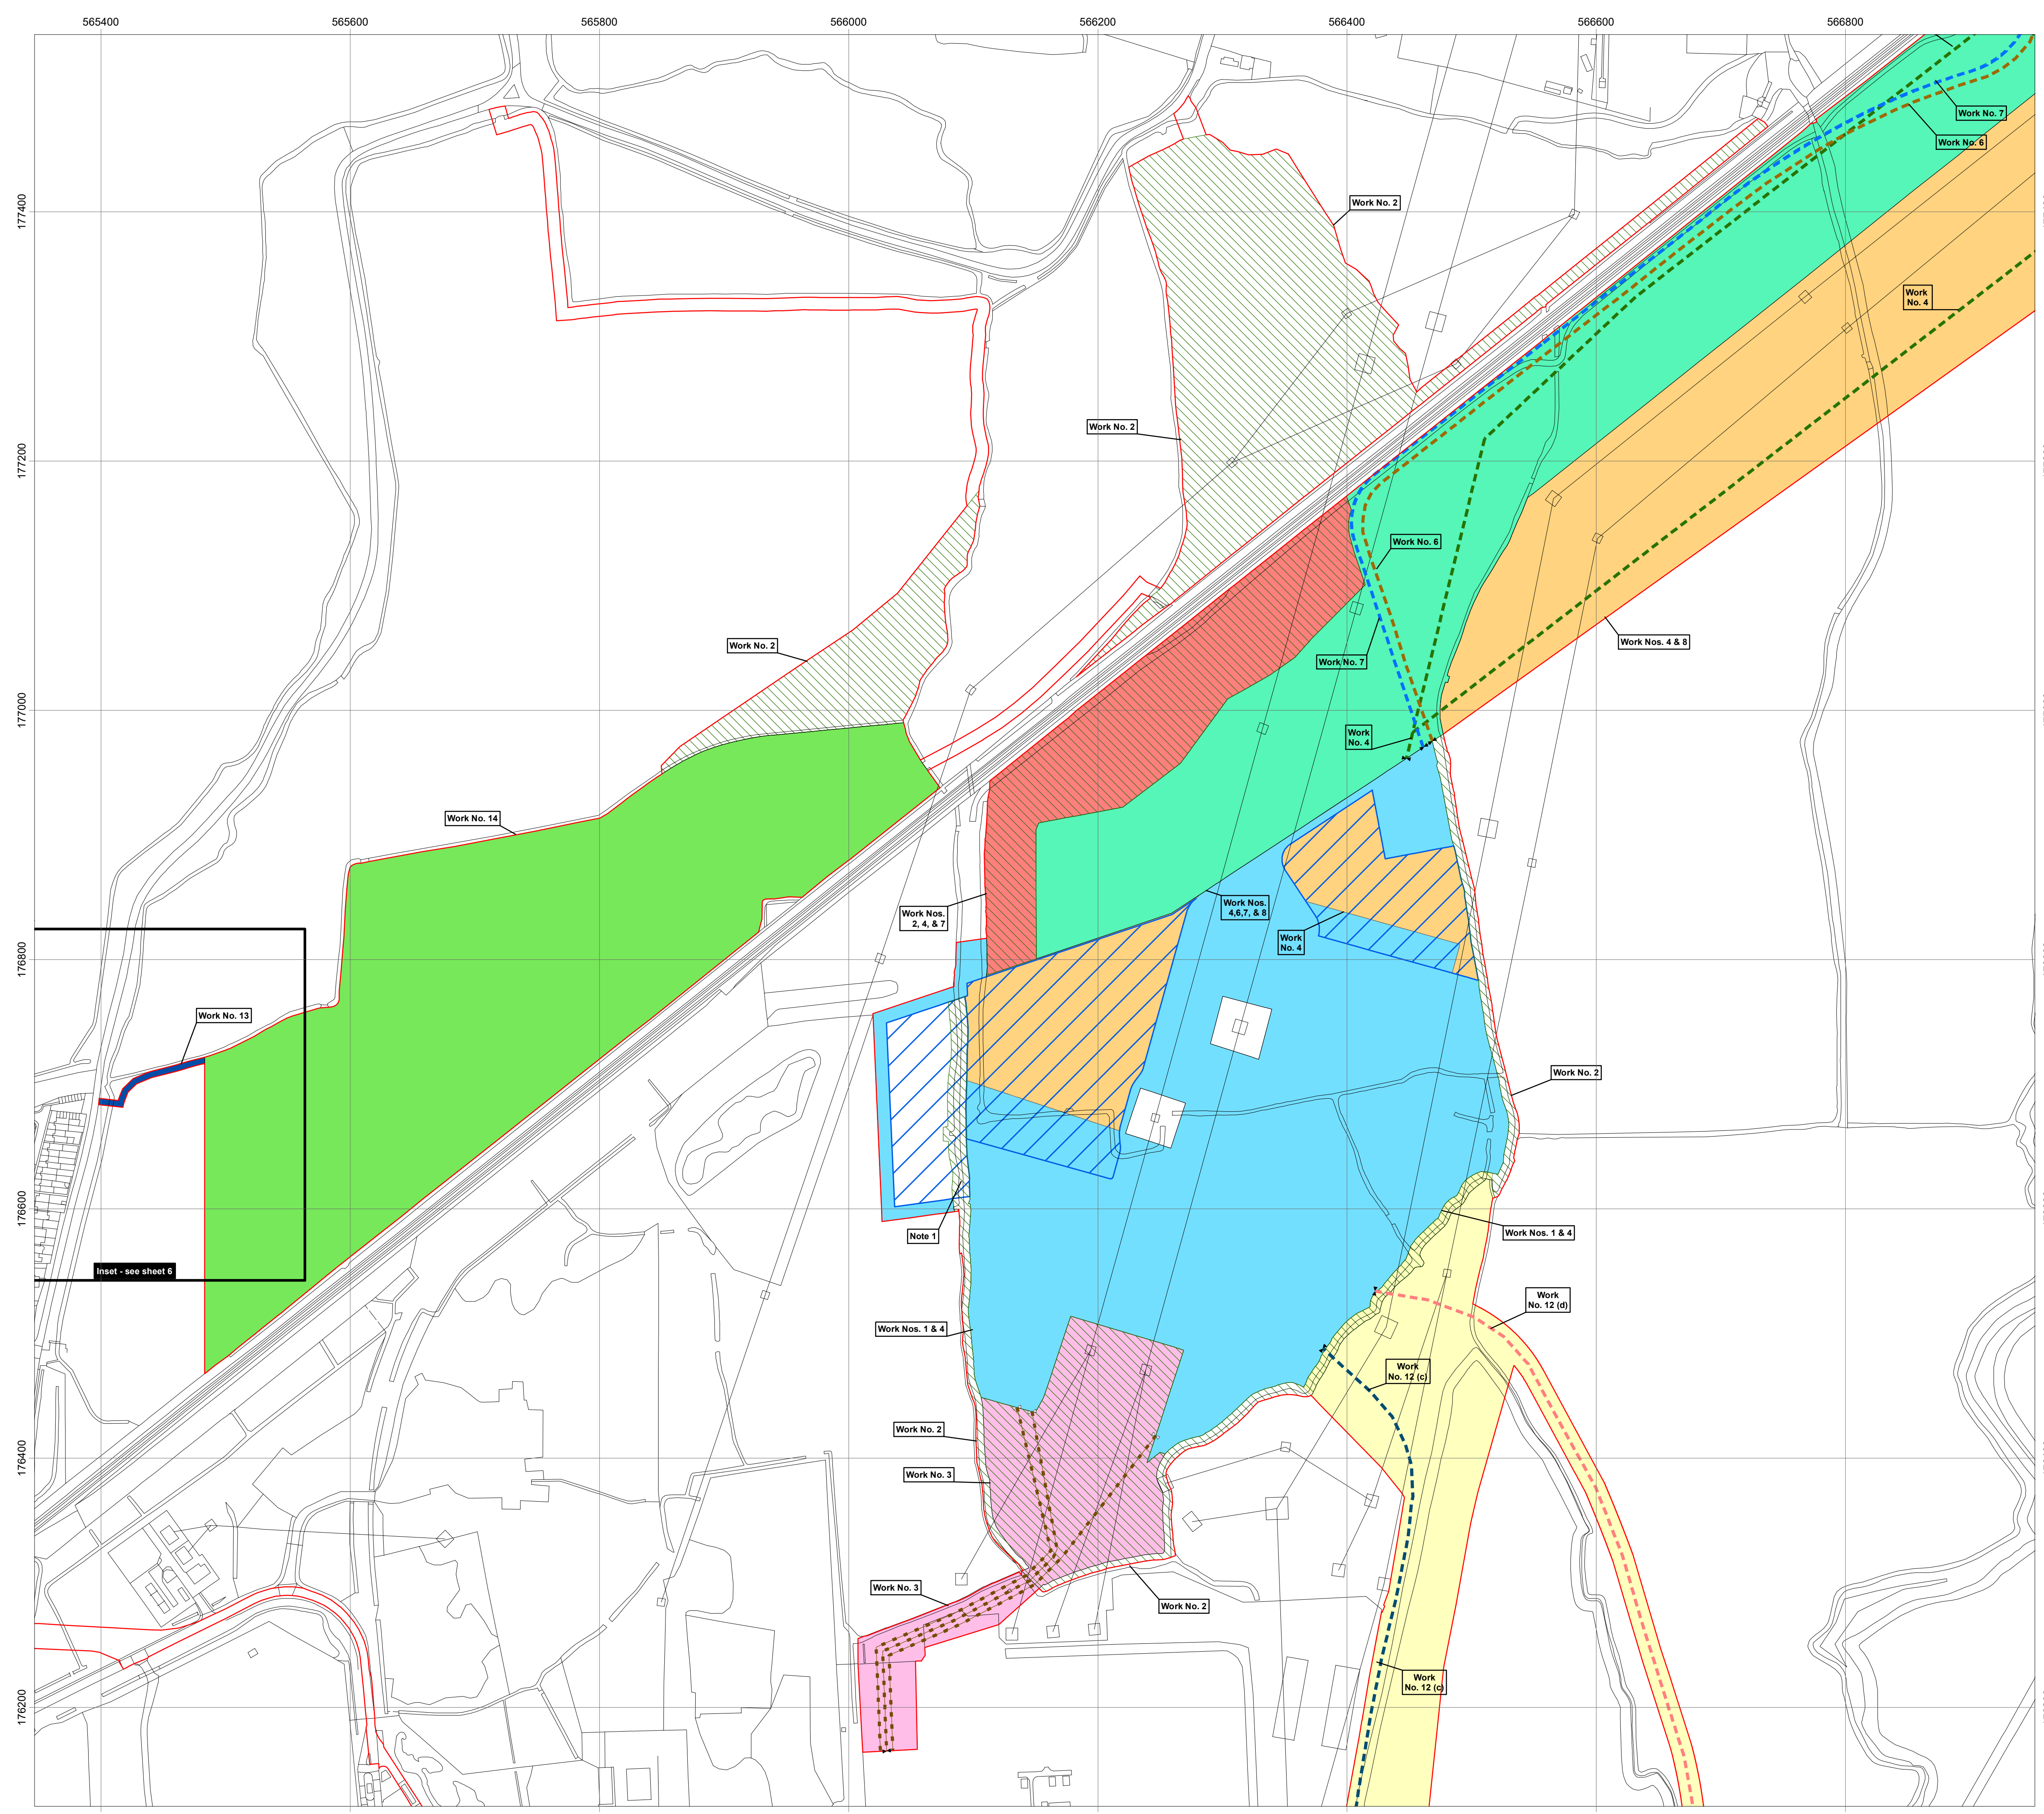 565400 565600 565800 566000 566200 566400 566600 566800
Work No. 7
Work No. 6
177400
Work No. 2
Work
No. 4
Work No. 2
177200
Work No. 6
Work No. 2
Work Nos. 4 & 8
Work No. 7
177000
Work
No. 4
Work No. 14
Work Nos.
4,6,7, & 8
Work Nos.
2, 4, & 7
Work
No. 4
176800
Work No. 13
Work No. 2
176600
Note 1
Work Nos. 1 & 4
Inset - see sheet 6
Work
No. 12 (d)
Work Nos. 1 & 4
Work
No. 12 (c)
Work No. 2
176400
Work No. 3
Work No. 3
Work No. 2
Work
No. 12 (c)
176200